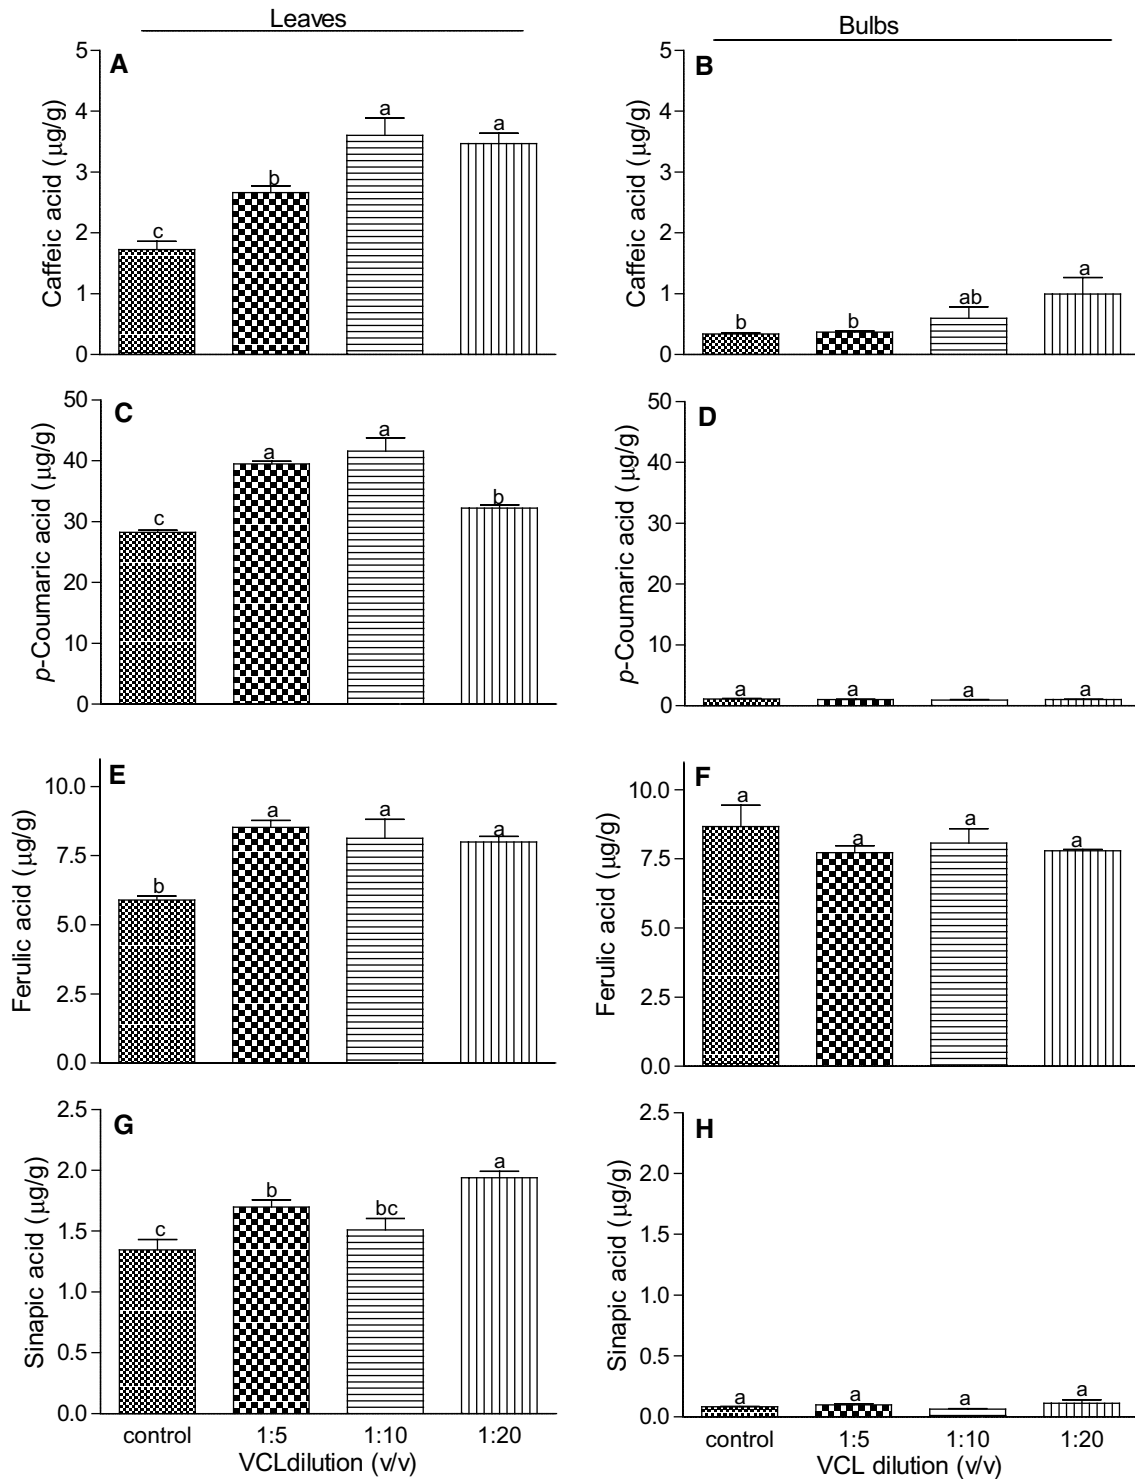 Leaves
Bulbs
A
Caffeic acid (µg/g)
5
4
3
2
1
0
c
b
a
a
B
Caffeic acid (µg/g)
5
4
3
2
1
0
b
b
ab
a
C
p-Coumaric acid (µg/g)
50
40
30
20
10
0
c
a
a
b
D
p-Coumaric acid (µg/g)
50
40
30
20
10
0
a
a
a
a
E
Ferulic acid (µg/g)
10.0
7.5
5.0
2.5
0.0
b
a
a
a
F
Ferulic acid (µg/g)
10.0
7.5
5.0
2.5
0.0
a
a
a
a
G
Sinapic acid (µg/g)
2.5
2.0
1.5
1.0
0.5
0.0
c
b
bc
a
control 1:5 1:10 1:20
VCLdilution (v/v)
H
Sinapic acid (µg/g)
2.5
2.0
1.5
1.0
0.5
0.0
a
a
a
a
control 1:5 1:10 1:20
VCL dilution (v/v)